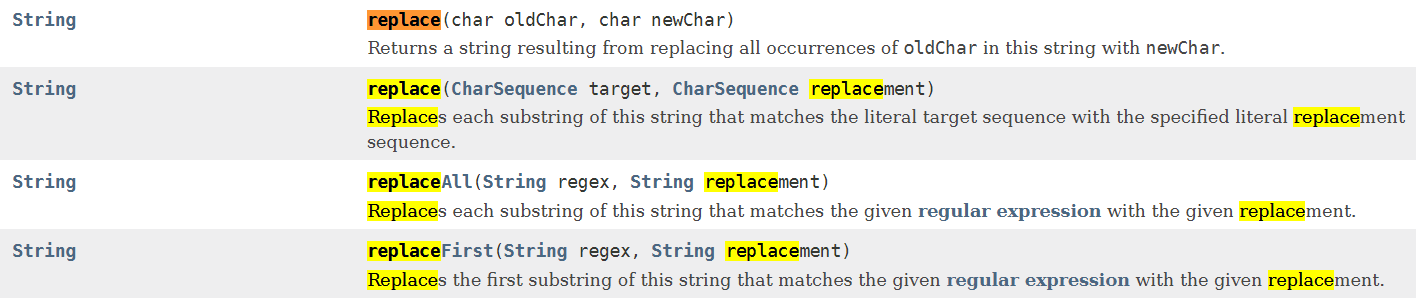 String replace(char oldChar, char newChar)
Returns a string resulting from replacing all occurrences of oldChar in this string with newChar.
String replace(CharSequence target, CharSequence replacement)
Replaces each substring of this string that matches the literal target sequence with the specified literal replacement
sequence.
String replaceAll(String regex, String replacement)
Replaces each substring of this string that matches the given regular expression with the given replacement.
String replaceFirst(String regex, String replacement)
Replaces the first substring of this string that matches the given regular expression with the given replacement.